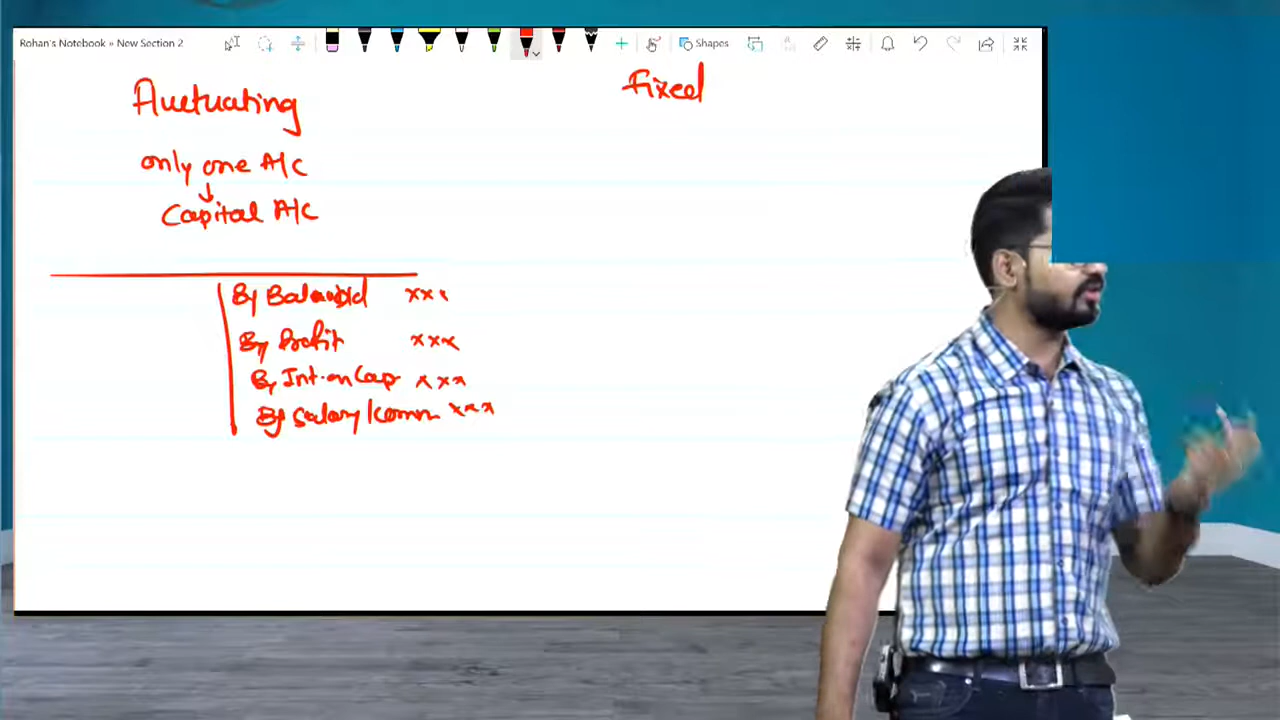 Rohan's Notebook » New Section 2
Shapes
Fluctuating
Fixed
only one A/C
Capital A/C
By Balance b/d xxx
By Profit xxx
By Int. on Cap xxx
By Salary/Comm xxx